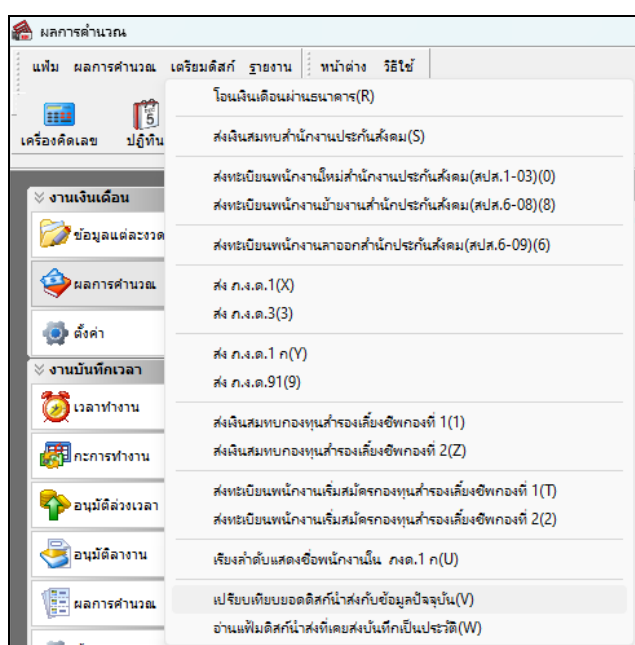 ผลการคำนวณ
แฟ้ม ผลการคำนวณ เตรียมดิสก์ รายงาน หน้าต่าง วิธีใช้
เครื่องคิดเลข ปฏิทิน
โอนเงินเดือนผ่านธนาคาร(R)
ส่งเงินสมทบสำนักงานประกันสังคม(S)
ส่งทะเบียนพนักงานใหม่สำนักงานประกันสังคม(สปส.1-03)(0)
ส่งทะเบียนพนักงานย้ายงานสำนักประกันสังคม(สปส.6-08)(8)
ส่งทะเบียนพนักงานลาออกสำนักประกันสังคม(สปส.6-09)(6)
ส่ง ภ.ง.ด.1(X)
ส่ง ภ.ง.ด.3(3)
ส่ง ภ.ง.ด.1 ก(Y)
ส่ง ภ.ง.ด.91(9)
ส่งเงินสมทบกองทุนสำรองเลี้ยงชีพกองที่ 1(1)
ส่งเงินสมทบกองทุนสำรองเลี้ยงชีพกองที่ 2(Z)
ส่งทะเบียนพนักงานเริ่มสมัครกองทุนสำรองเลี้ยงชีพกองที่ 1(T)
ส่งทะเบียนพนักงานเริ่มสมัครกองทุนสำรองเลี้ยงชีพกองที่ 2(2)
เรียงลำดับแสดงชื่อพนักงานใน ภงด.1 ก(U)
เปรียบเทียบยอดดิสก์นำส่งกับข้อมูลปัจจุบัน(V)
อ่านแฟ้มดิสก์นำส่งที่เคยส่งบันทึกเป็นประวัติ(W)
งานเงินเดือน
ข้อมูลแต่ละงวด
ผลการคำนวณ
ตั้งค่า
งานบันทึกเวลา
เวลาทำงาน
กะการทำงาน
อนุมัติล่วงเวลา
อนุมัติลางาน
ผลการคำนวณ